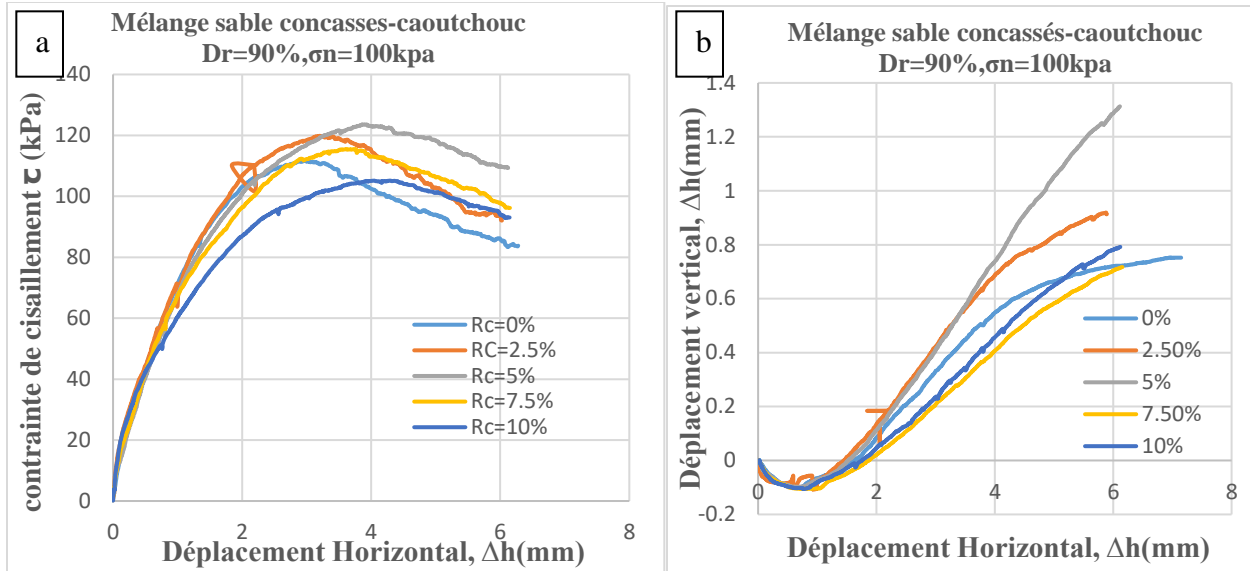 a
Mélange sable concasses-caoutchouc
Dr=90%,σn=100kpa
contrainte de cisaillement τ (kPa)
140
120
100
80
60
40
20
0
Rc=0%
RC=2.5%
Rc=5%
Rc=7.5%
Rc=10%
0 2 4 6 8
Déplacement Horizontal, Δh(mm)
b
Mélange sable concassés-caoutchouc
Dr=90%,σn=100kpa
Déplacement vertical, Δh(mm)
1.4
1.2
1
0.8
0.6
0.4
0.2
0
-0.2
0%
2.50%
5%
7.50%
10%
0 2 4 6 8
Déplacement Horizontal, Δh(mm)